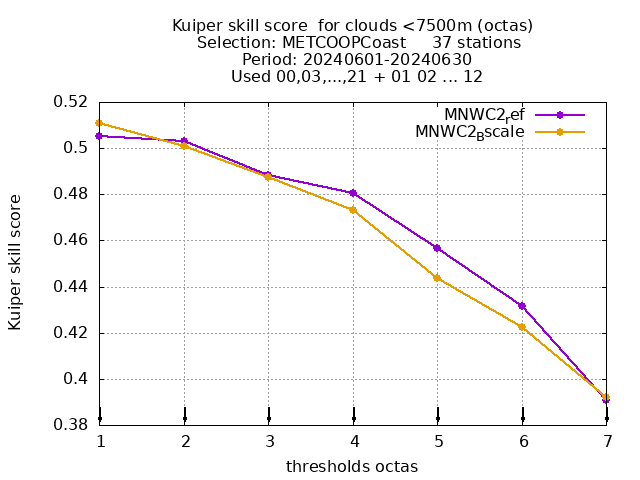 Kuiper skill score  for clouds <7500m (octas)
Selection: METCOOPCoast     37 stations
Period: 20240601-20240630
Used 00,03,...,21 + 01 02 ... 12
MNWC2ref
MNWC2Bscale
0.52
0.5
0.48
0.46
0.44
0.42
0.4
0.38
Kuiper skill score
1 2 3 4 5 6 7
thresholds octas